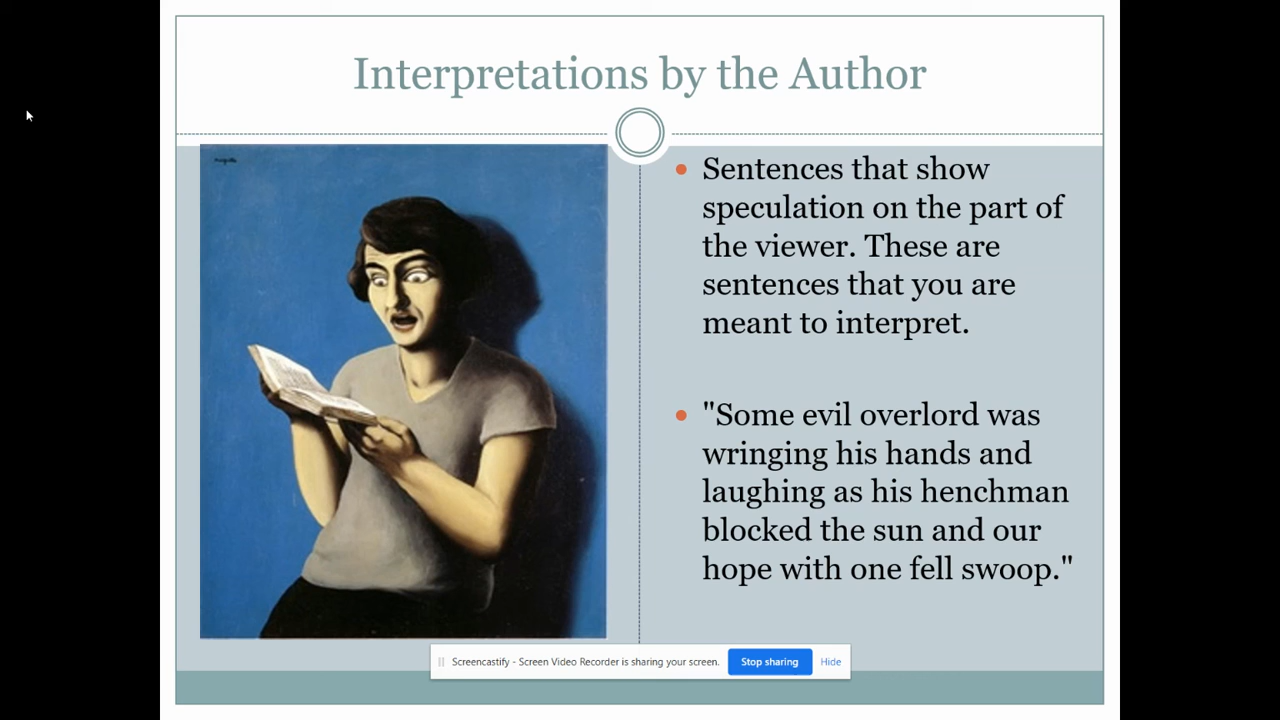 Interpretations by the Author
Sentences that show
speculation on the part of
the viewer. These are
sentences that you are
meant to interpret.
"Some evil overlord was
wringing his hands and
laughing as his henchman
blocked the sun and our
hope with one fell swoop."
Screencastify - Screen Video Recorder is sharing your screen. Stop sharing Hide